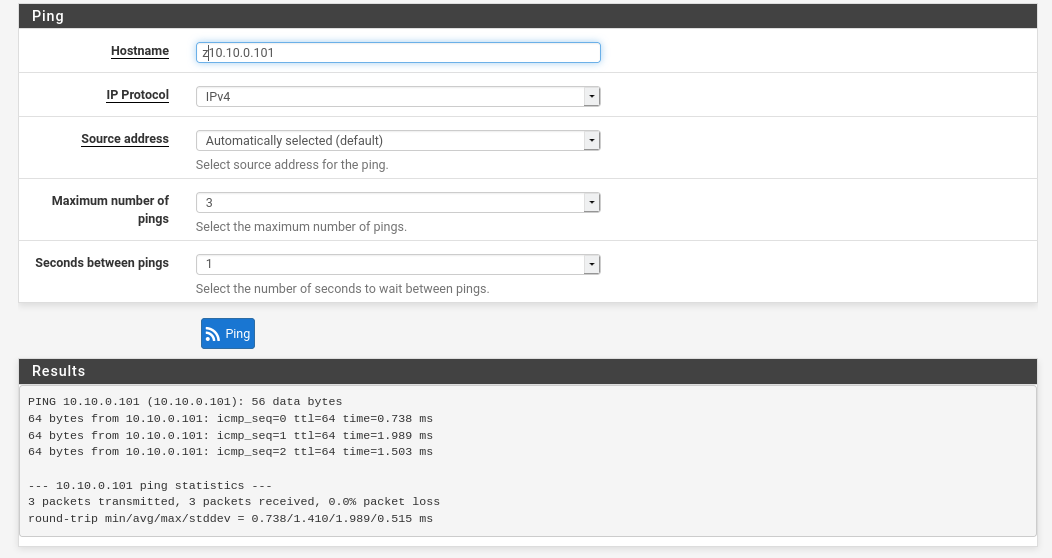 Ping
Hostname
z10.10.0.101
IP Protocol
IPv4
Source address
Automatically selected (default)
Select source address for the ping.
Maximum number of
pings
3
Select the maximum number of pings.
Seconds between pings
1
Select the number of seconds to wait between pings.
Ping
Results
PING 10.10.0.101 (10.10.0.101): 56 data bytes
64 bytes from 10.10.0.101: icmp_seq=0 ttl=64 time=0.738 ms
64 bytes from 10.10.0.101: icmp_seq=1 ttl=64 time=1.989 ms
64 bytes from 10.10.0.101: icmp_seq=2 ttl=64 time=1.503 ms
--- 10.10.0.101 ping statistics ---
3 packets transmitted, 3 packets received, 0.0% packet loss
round-trip min/avg/max/stddev = 0.738/1.410/1.989/0.515 ms